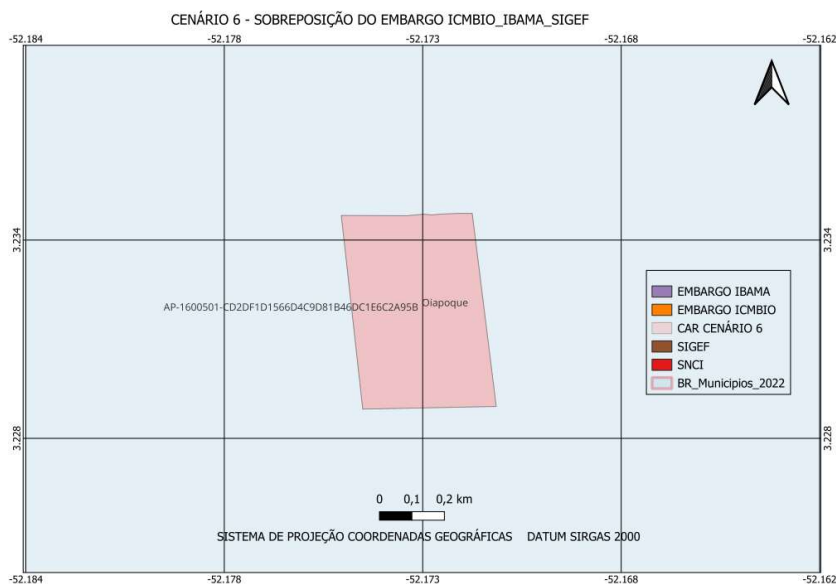 CENÁRIO 6 - SOBREPOSIÇÃO DO EMBARGO ICMBIO_IBAMA_SIGEF
-52.184 -52.178 -52.173 -52.168 -52.162
3.234 3.234
AP-1600501-CD2DF1D1566D4C9D81B46DC1E6C2A95B Oiapoque
EMBARGO IBAMA
EMBARGO ICMBIO
CAR CENÁRIO 6
SIGEF
SNCI
BR_Municipios_2022
3.228 3.228
0 0,1 0,2 km
SISTEMA DE PROJEÇÃO COORDENADAS GEOGRÁFICAS DATUM SIRGAS 2000
-52.184 -52.178 -52.173 -52.168 -52.162